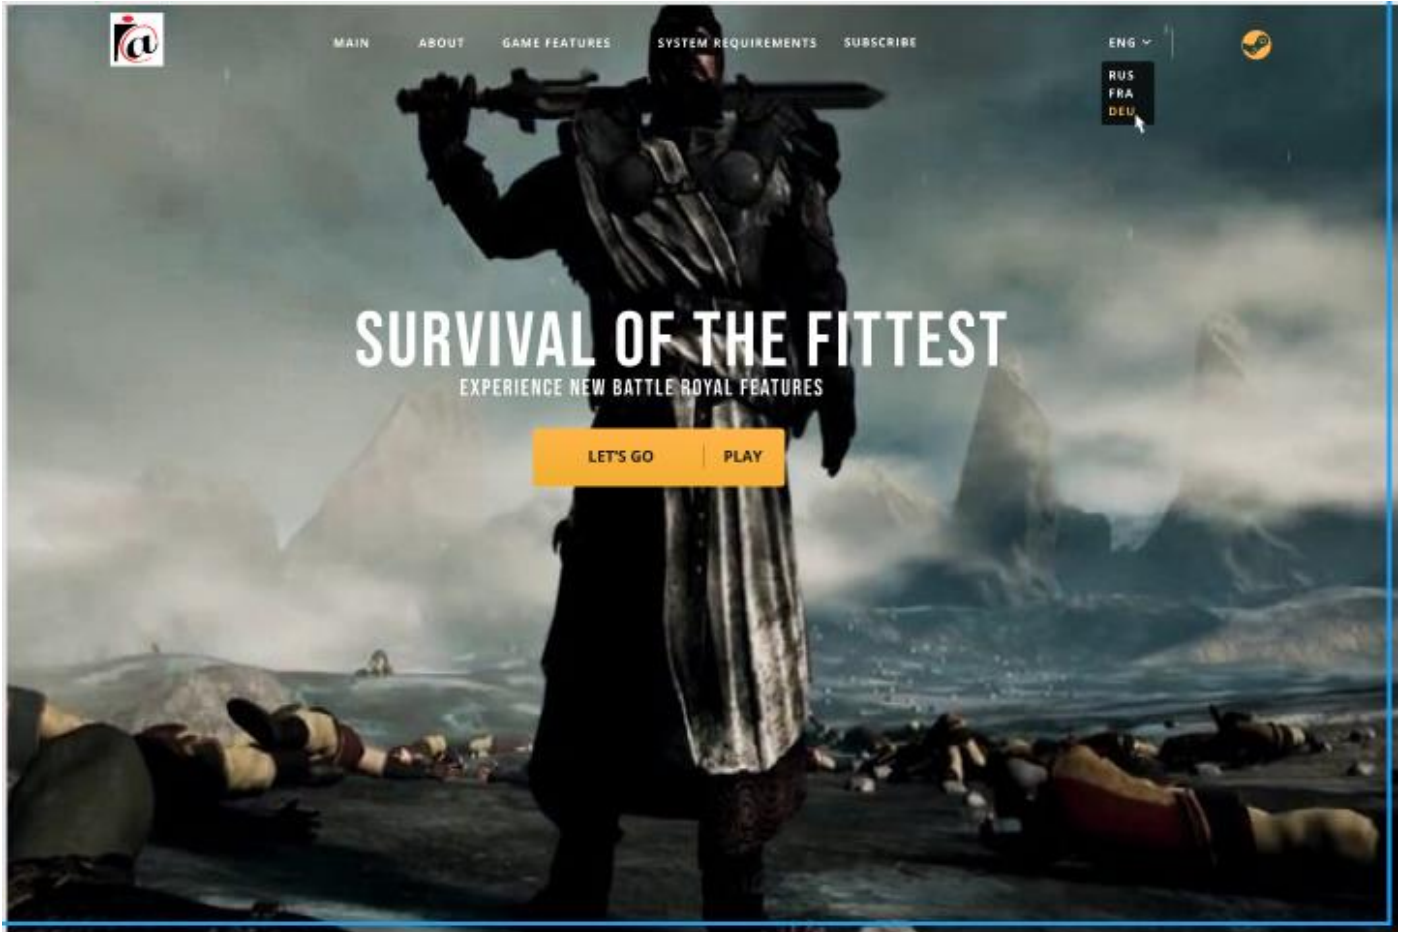 ia
MAIN ABOUT GAME FEATURES SYSTEM REQUIREMENTS SUBSCRIBE ENG
RUS
FRA
DEU
SURVIVAL OF THE FITTEST
EXPERIENCE NEW BATTLE ROYAL FEATURES
LET'S GO PLAY